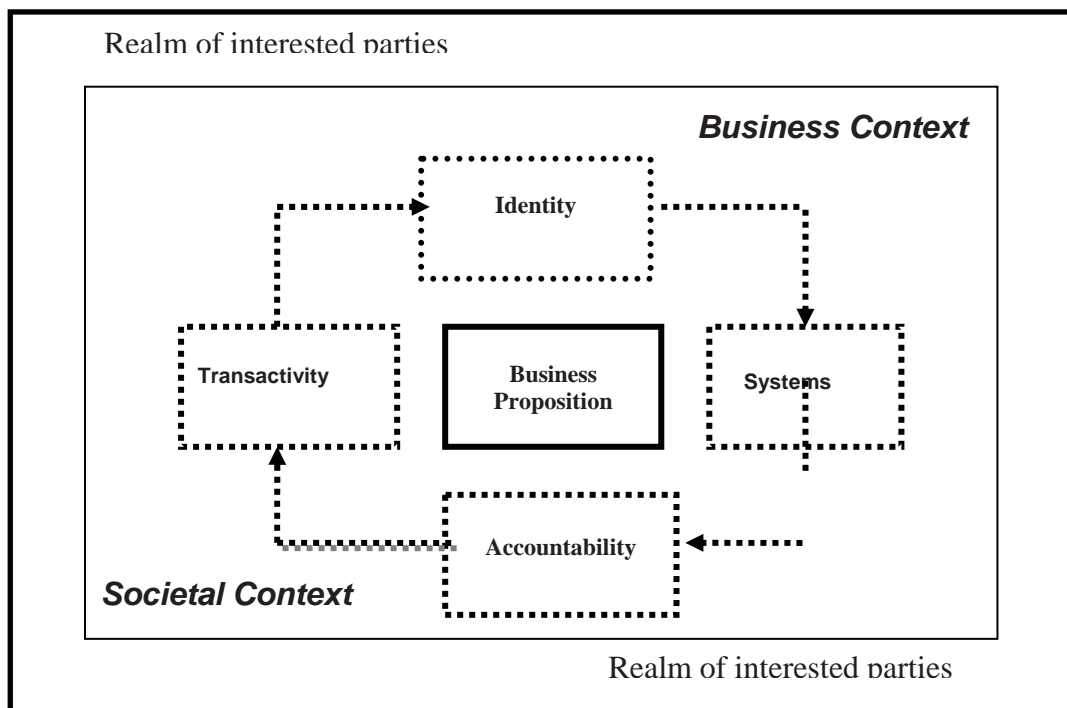 Realm of interested parties
Business Context
Identity
Transactivity
Business
Proposition
Systems
Accountability
Societal Context
Realm of interested parties